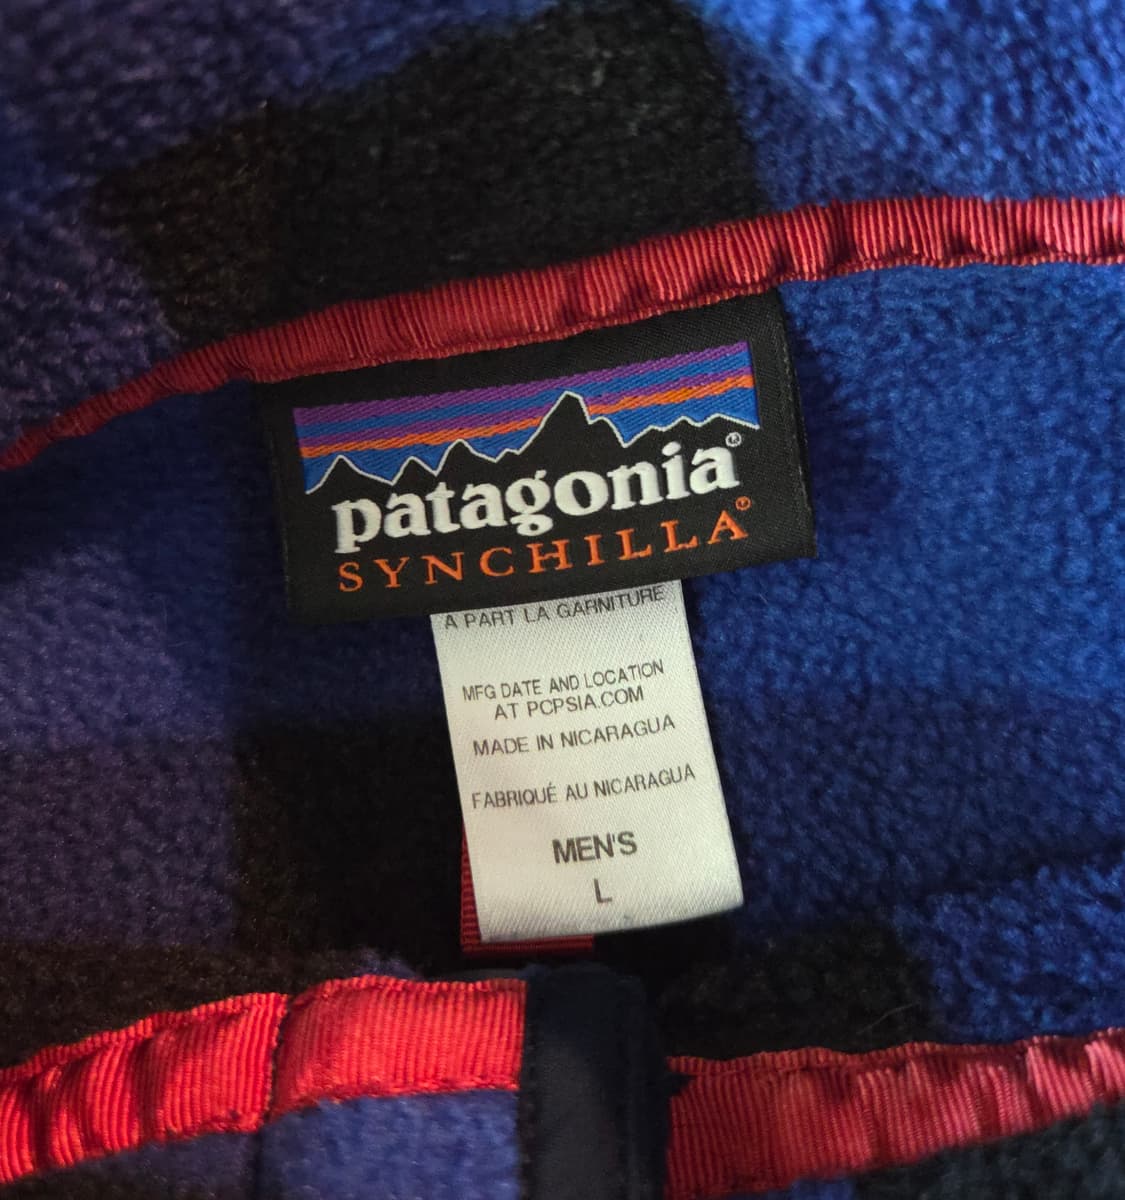 patagonia®
SYNCHILLA®
A PART LA GARNITURE
MFG DATE AND LOCATION
AT PCPSIA.COM
MADE IN NICARAGUA
FABRIQUÉ AU NICARAGUA
MEN'S
L